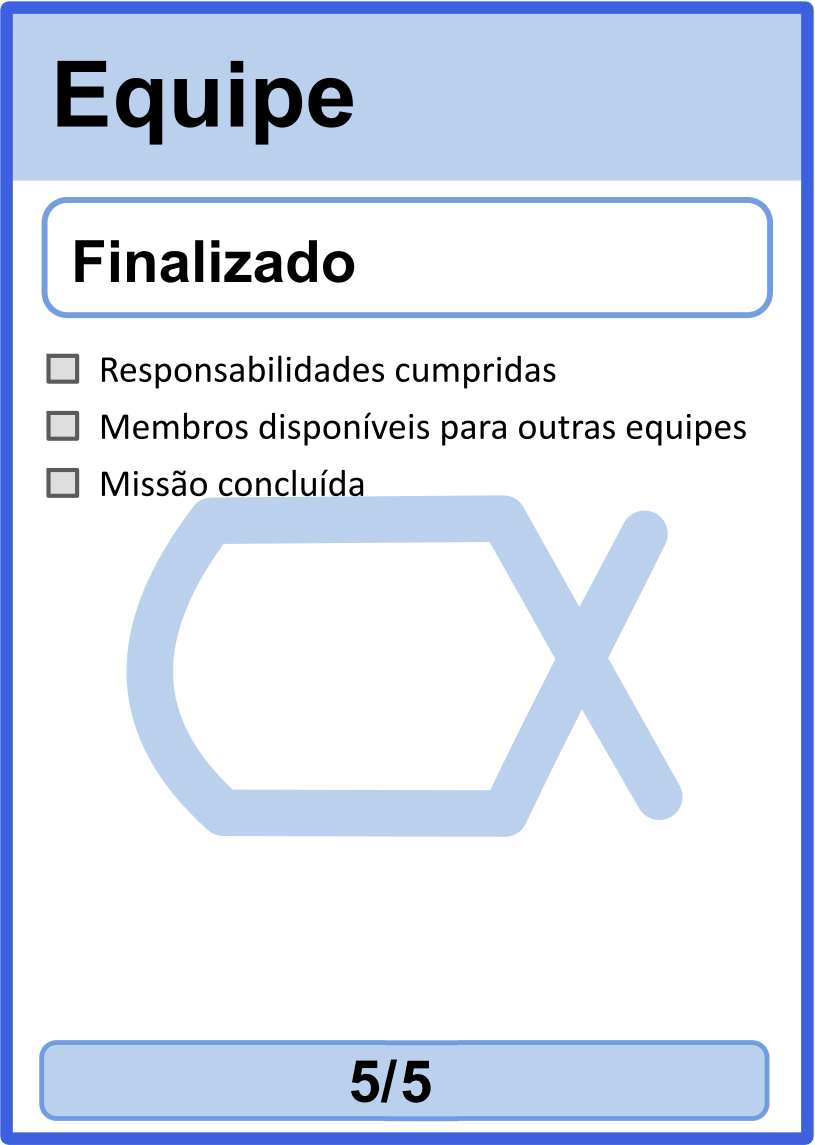 Equipe
Finalizado
Responsabilidades cumpridas
Membros disponíveis para outras equipes
Missão concluída
5/5